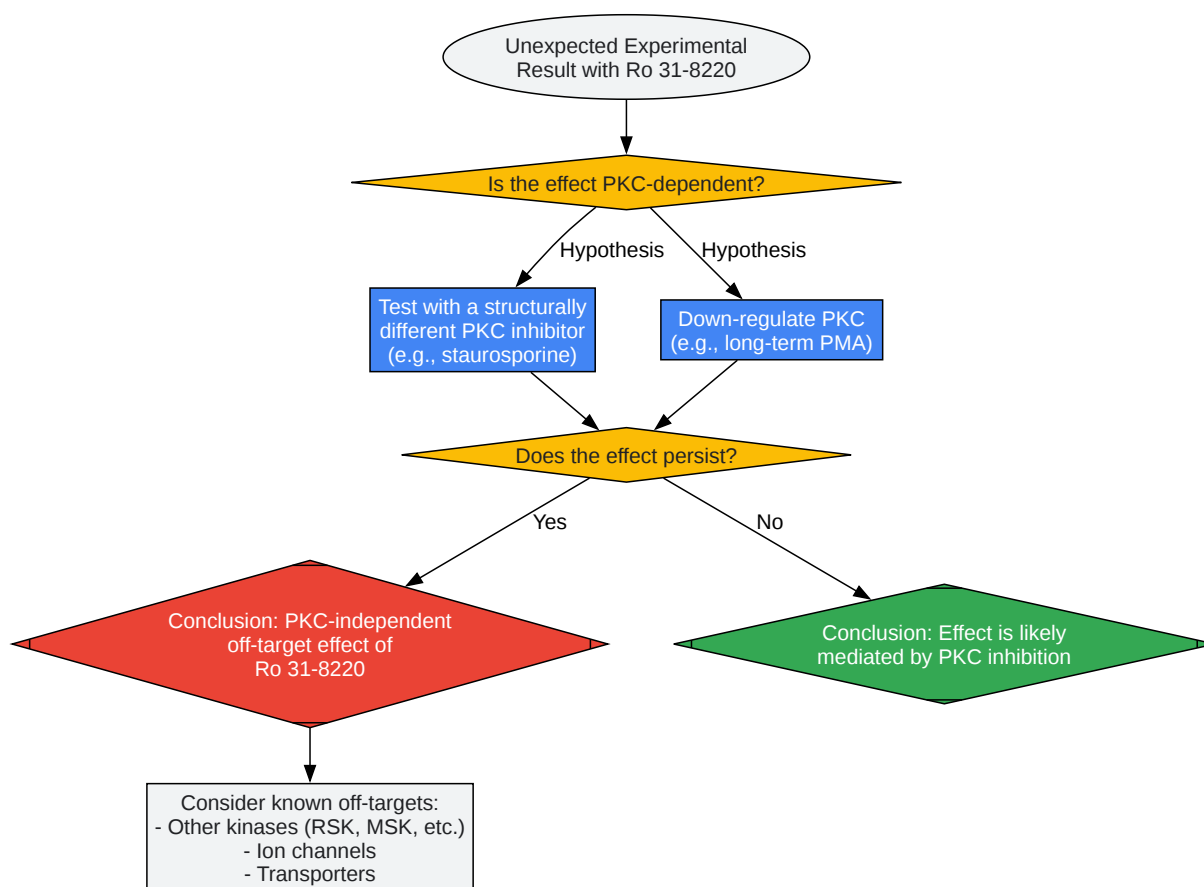 Unexpected Experimental
Result with Ro 31-8220
Is the effect PKC-dependent?
Hypothesis
Hypothesis
Test with a structurally
different PKC inhibitor
(e.g., staurosporine)
Down-regulate PKC
(e.g., long-term PMA)
Does the effect persist?
Yes
No
Conclusion: PKC-independent
off-target effect of
Ro 31-8220
Conclusion: Effect is likely
mediated by PKC inhibition
Consider known off-targets:
- Other kinases (RSK, MSK, etc.)
- Ion channels
- Transporters